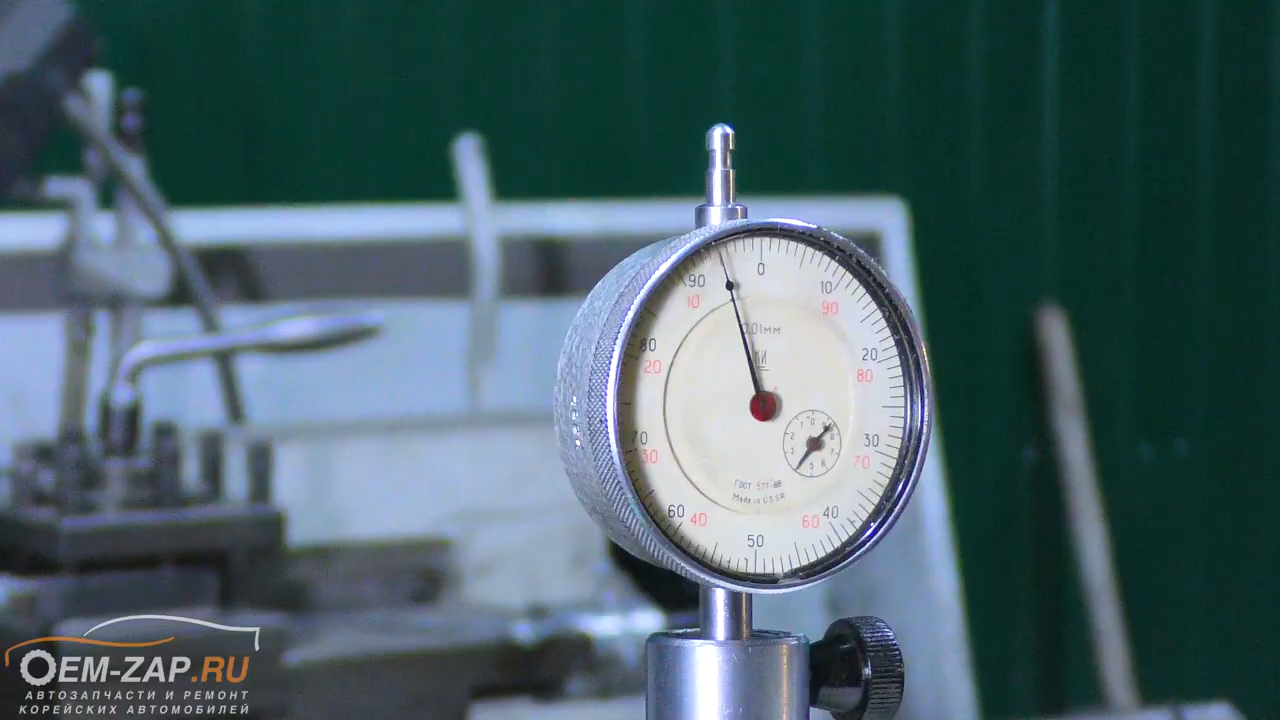 0
90
10
10
90
0.01мм
КИ
80
20
20
80
70
30
30
70
60
40
60
40
50
ГОСТ 577-68
Made in USSR
OEM-ZAP.RU
АВТОЗАПЧАСТИ И РЕМОНТ
КОРЕЙСКИХ АВТОМОБИЛЕЙ